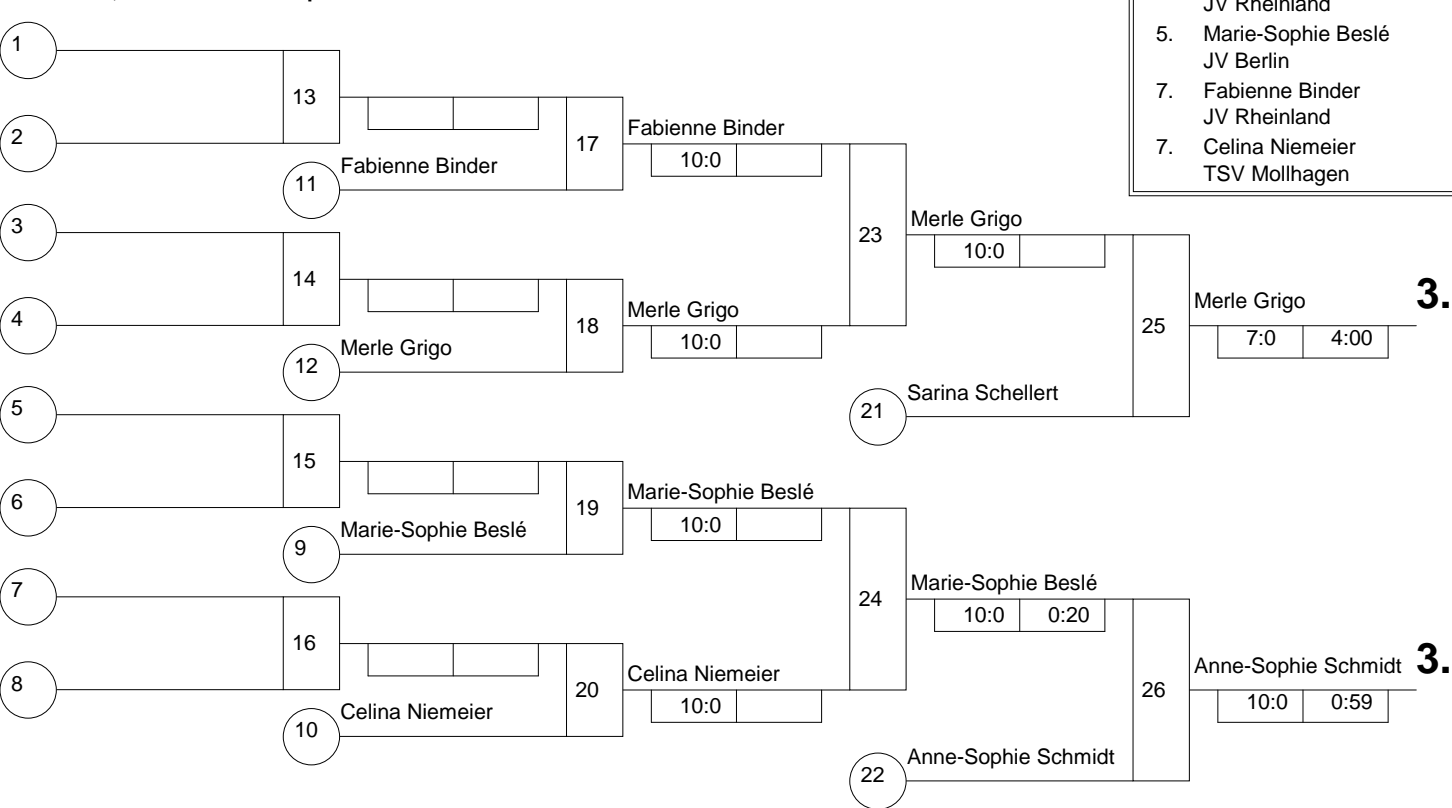 JV Rheinland
5. Marie-Sophie Beslé
JV Berlin
7. Fabienne Binder
JV Rheinland
7. Celina Niemeier
TSV Mollhagen
1
13
2
17
Fabienne Binder
10:0
11
Fabienne Binder
3
23
Merle Grigo
10:0
14
4
18
Merle Grigo
10:0
12
Merle Grigo
25
Merle Grigo
3.
7:0 4:00
5
21
Sarina Schellert
15
6
19
Marie-Sophie Beslé
10:0
9
Marie-Sophie Beslé
7
24
Marie-Sophie Beslé
10:0 0:20
16
8
20
Celina Niemeier
10:0
10
Celina Niemeier
26
Anne-Sophie Schmidt
3.
10:0 0:59
22
Anne-Sophie Schmidt